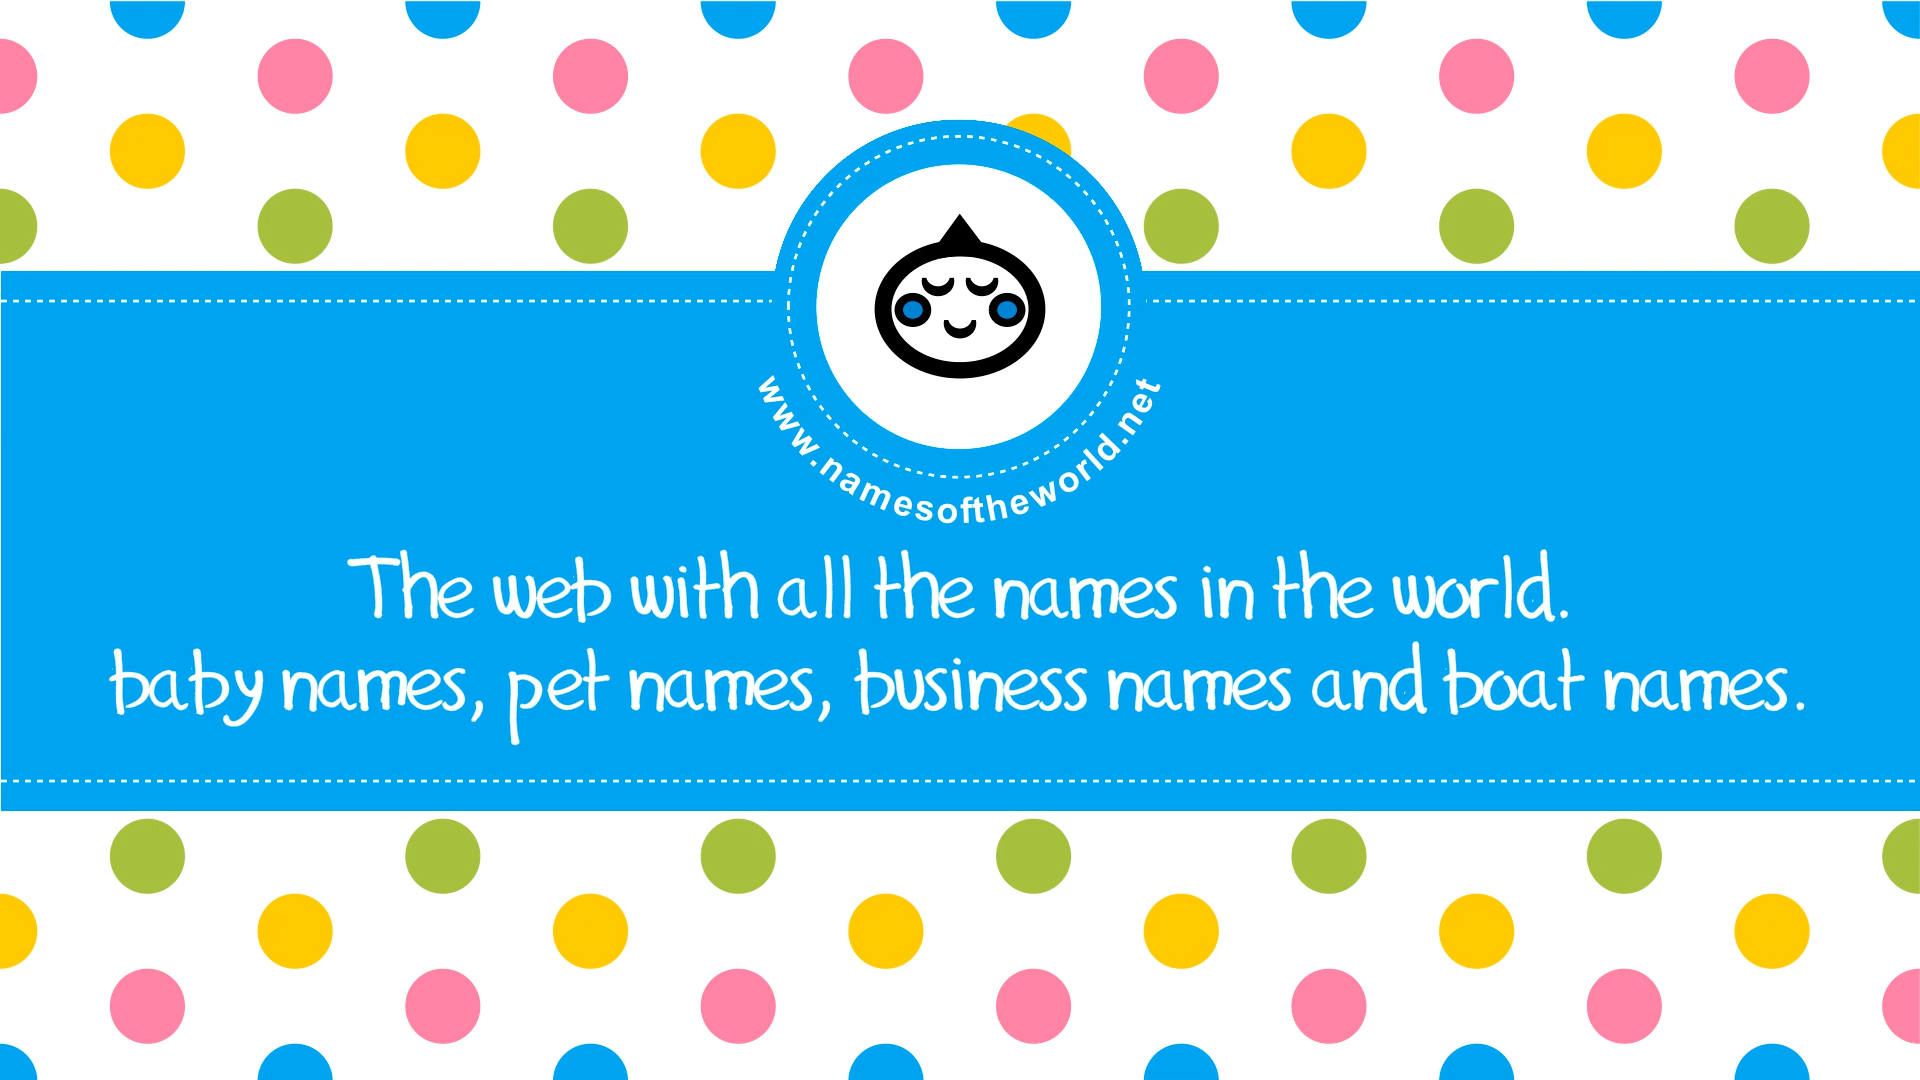 www.namesoftheworld.net
The web with all the names in the world.
baby names, pet names, business names and boat names.